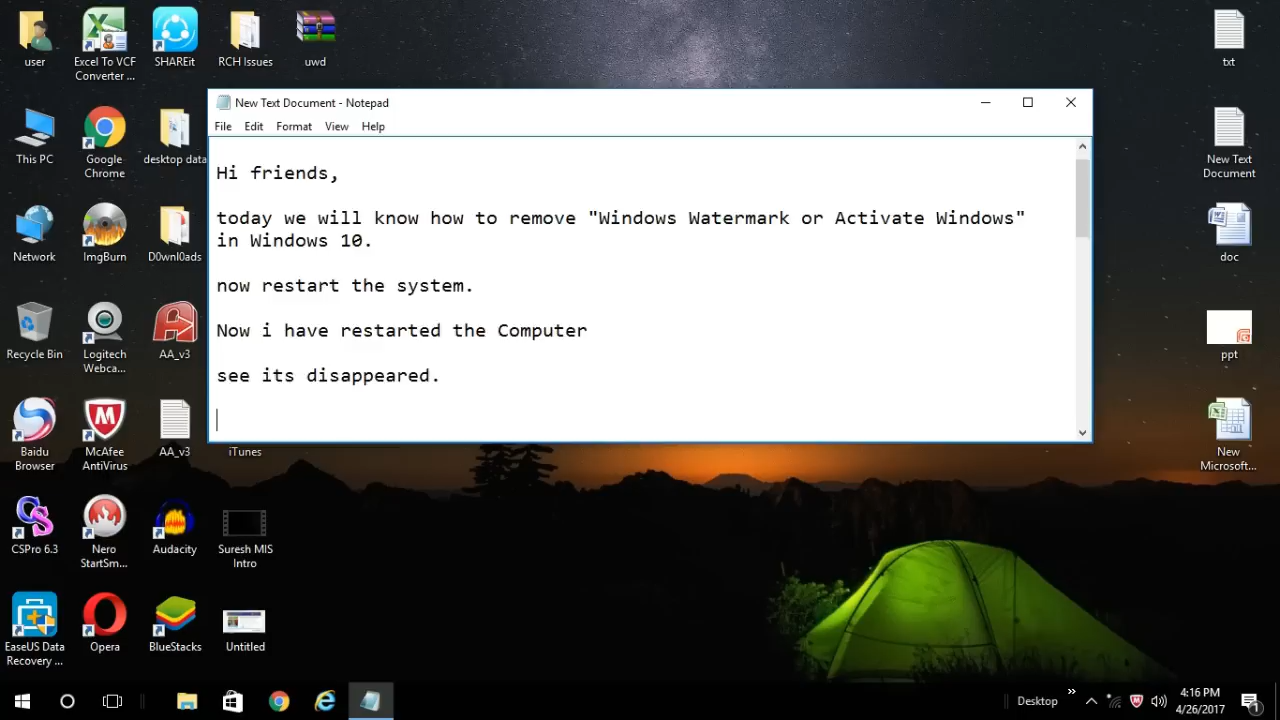 user
Excel To VCF
Converter ...
SHAREit
RCH Issues
uwd
txt
This PC
Google
Chrome
desktop data
New Text Document - Notepad
File Edit Format View Help
Hi friends,
today we will know how to remove "Windows Watermark or Activate Windows"
in Windows 10.
now restart the system.
Now i have restarted the Computer
see its disappeared.
New Text
Document
Network
ImgBurn
D0wnl0ads
doc
Recycle Bin
Logitech
Webca...
AA_v3
ppt
Baidu
Browser
McAfee
AntiVirus
AA_v3
iTunes
New
Microsoft...
CSPro 6.3
Nero
StartSm...
Audacity
Suresh MIS
Intro
EaseUS Data
Recovery ...
Opera
BlueStacks
Untitled
Desktop
4:16 PM
4/26/2017
1